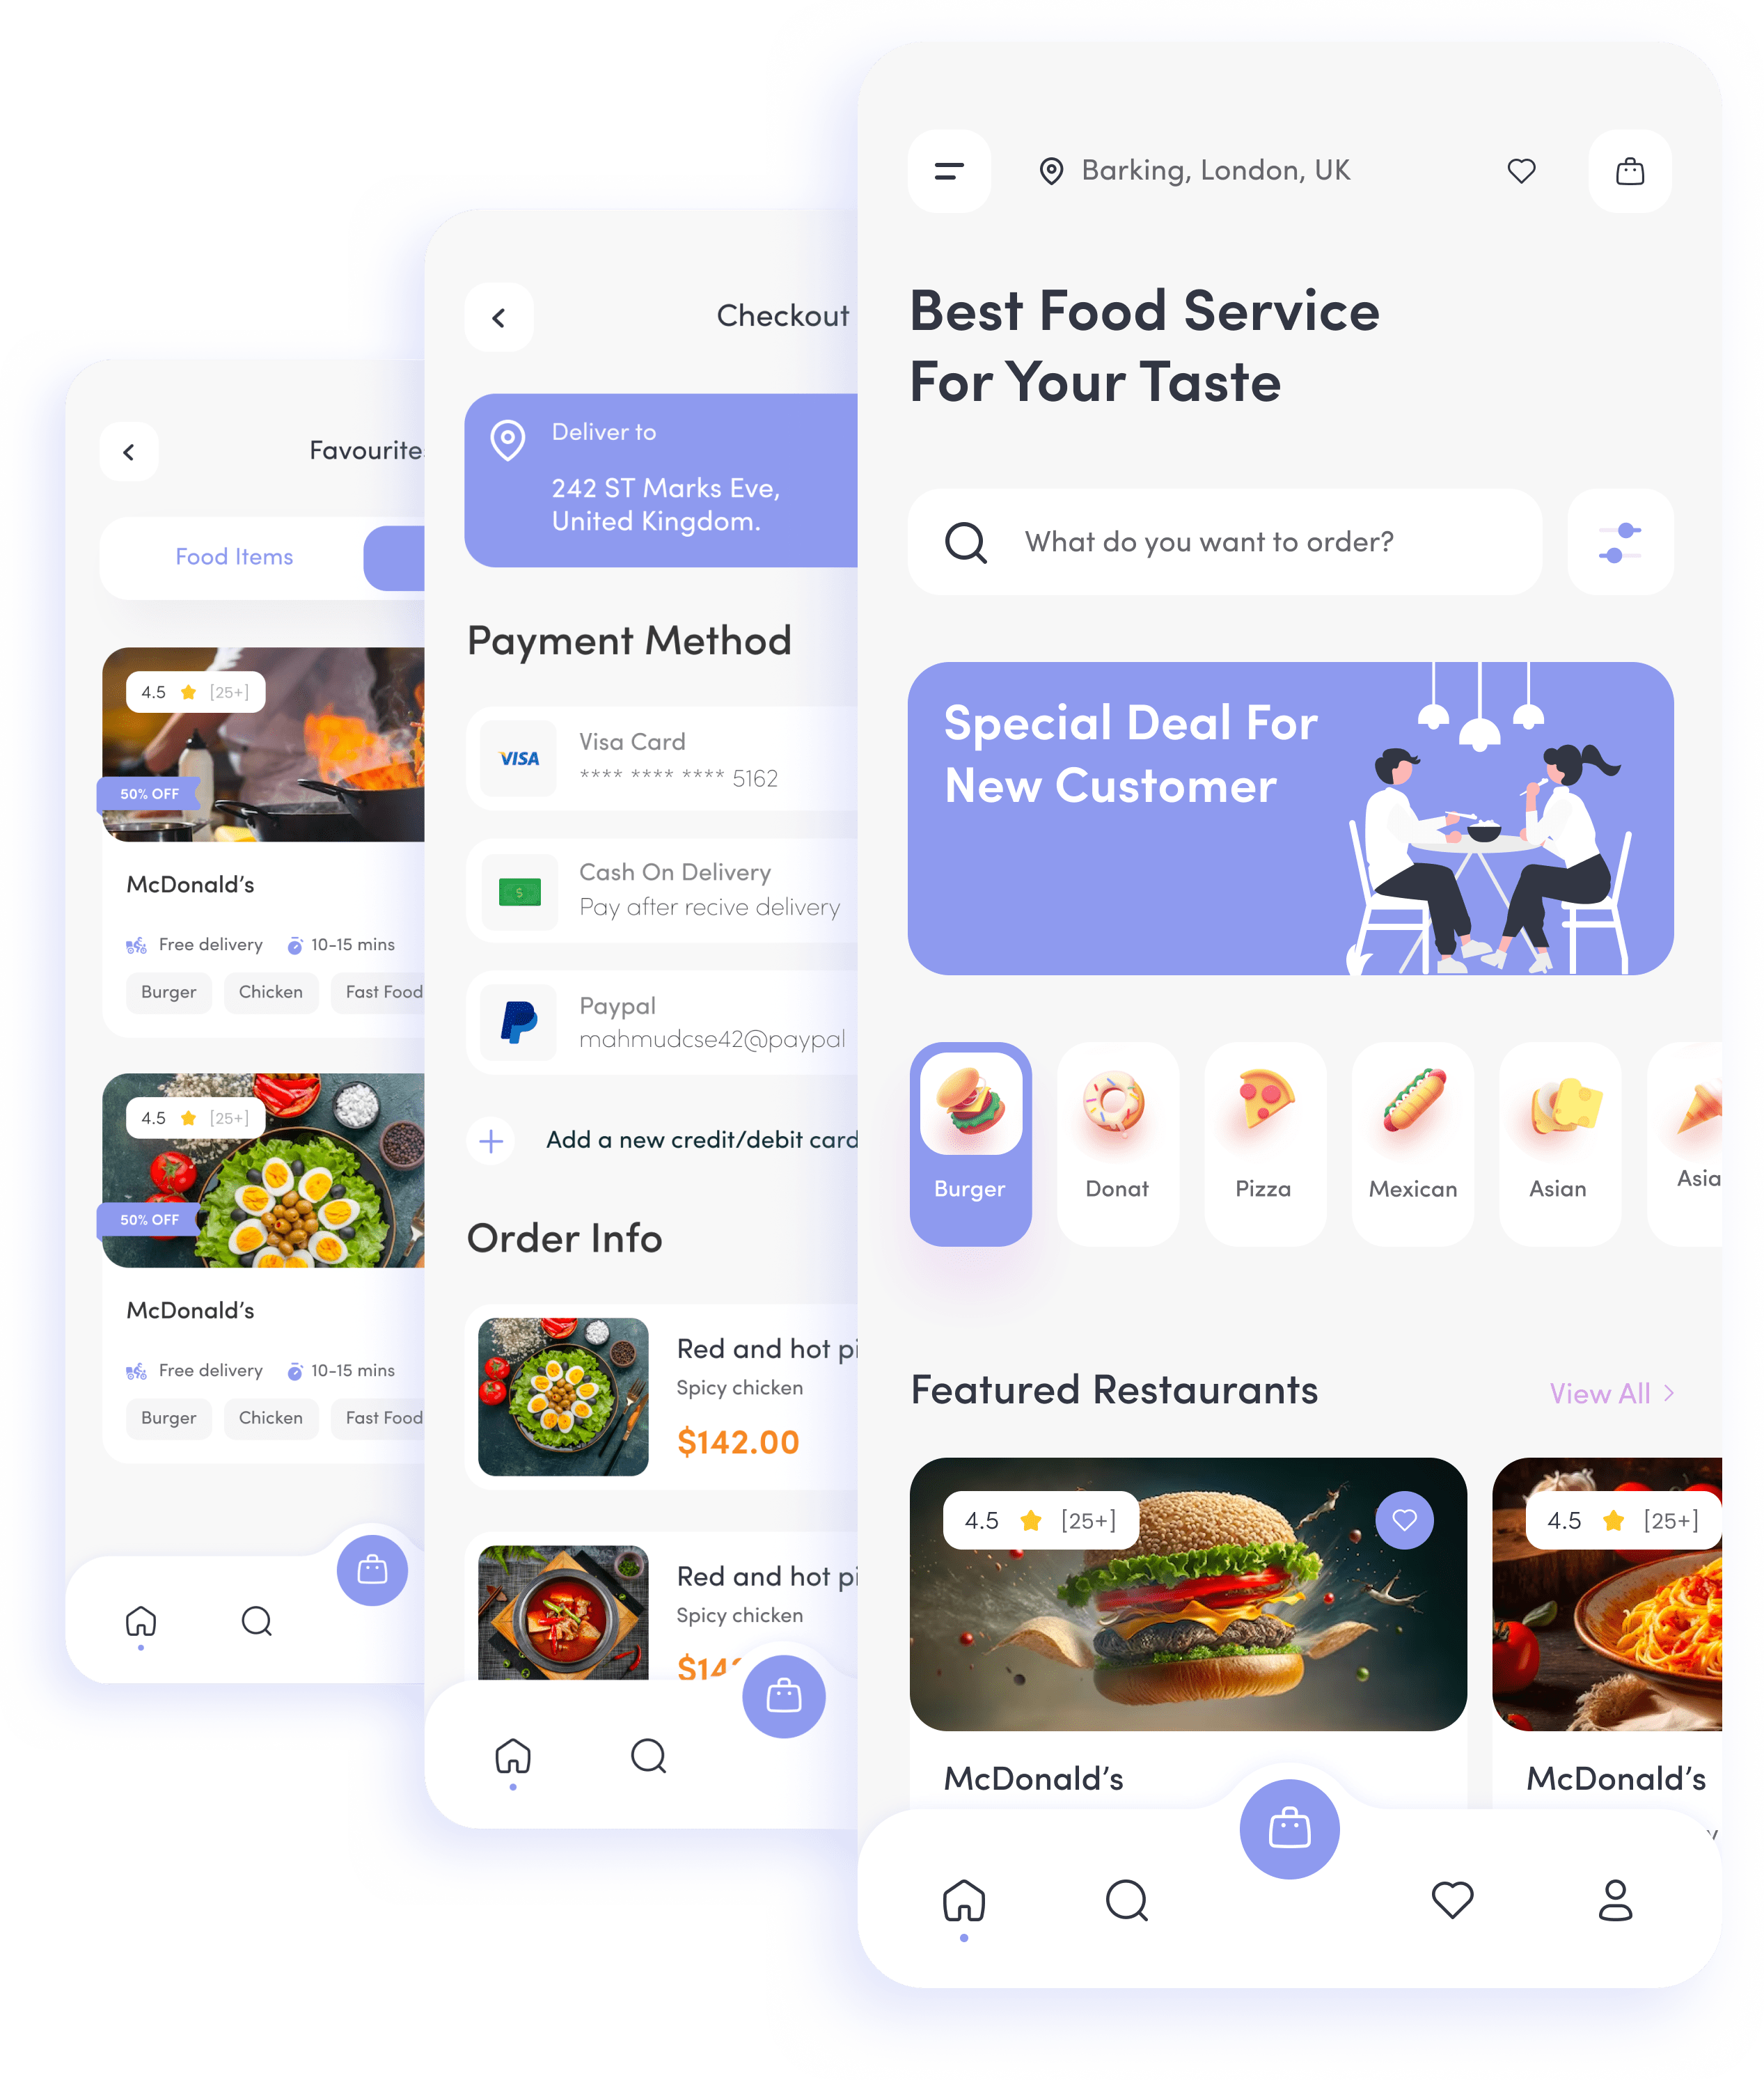 Favourite
Food Items
4.5 [25+]
50% OFF
McDonald’s
Free delivery 10-15 mins
Burger Chicken Fast Food
4.5 [25+]
50% OFF
McDonald’s
Free delivery 10-15 mins
Burger Chicken Fast Food
Checkout
Deliver to
242 ST Marks Eve,
United Kingdom.
Payment Method
VISA
Visa Card
**** **** **** 5162
Cash On Delivery
Pay after recive delivery
Paypal
mahmudcse42@paypal
Add a new credit/debit card
Order Info
Red and hot pi
Spicy chicken
$142.00
Red and hot pi
Spicy chicken
$14
Barking, London, UK
Best Food Service
For Your Taste
What do you want to order?
Special Deal For
New Customer
Burger Donat Pizza Mexican Asian Asia
Featured Restaurants View All
4.5 [25+] 4.5 [25+]
McDonald’s McDonald’s